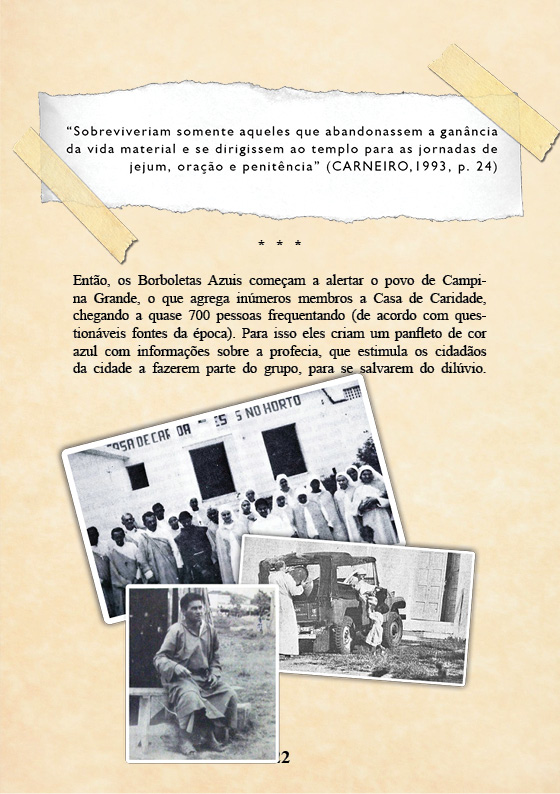 “Sobreviveriam somente aqueles que abandonassem a ganância
da vida material e se dirigissem ao templo para as jornadas de
jejum, oração e penitência” (CARNEIRO,1993, p. 24)
* * *
Então, os Borboletas Azuis começam a alertar o povo de Campi-
na Grande, o que agrega inúmeros membros a Casa de Caridade,
chegando a quase 700 pessoas frequentando (de acordo com ques-
tionáveis fontes da época). Para isso eles criam um panfleto de cor
azul com informações sobre a profecia, que estimula os cidadãos
da cidade a fazerem parte do grupo, para se salvarem do dilúvio.
NO HORTO